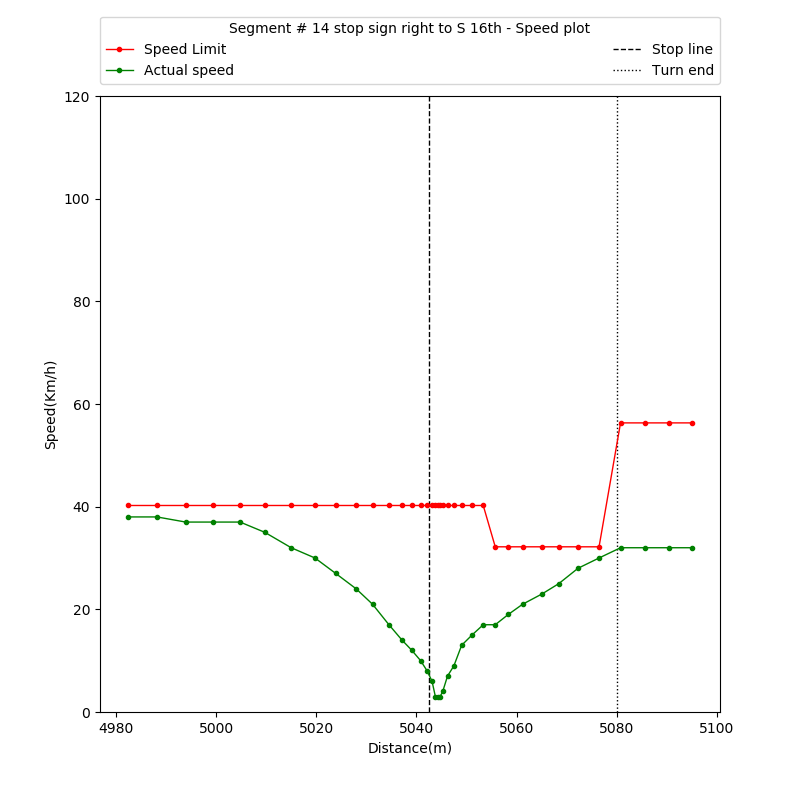 Segment # 14 stop sign right to S 16th - Speed plot
Speed Limit
Actual speed
Stop line
Turn end
120
100
80
60
40
20
0
Speed(Km/h)
4980 5000 5020 5040 5060 5080 5100
Distance(m)